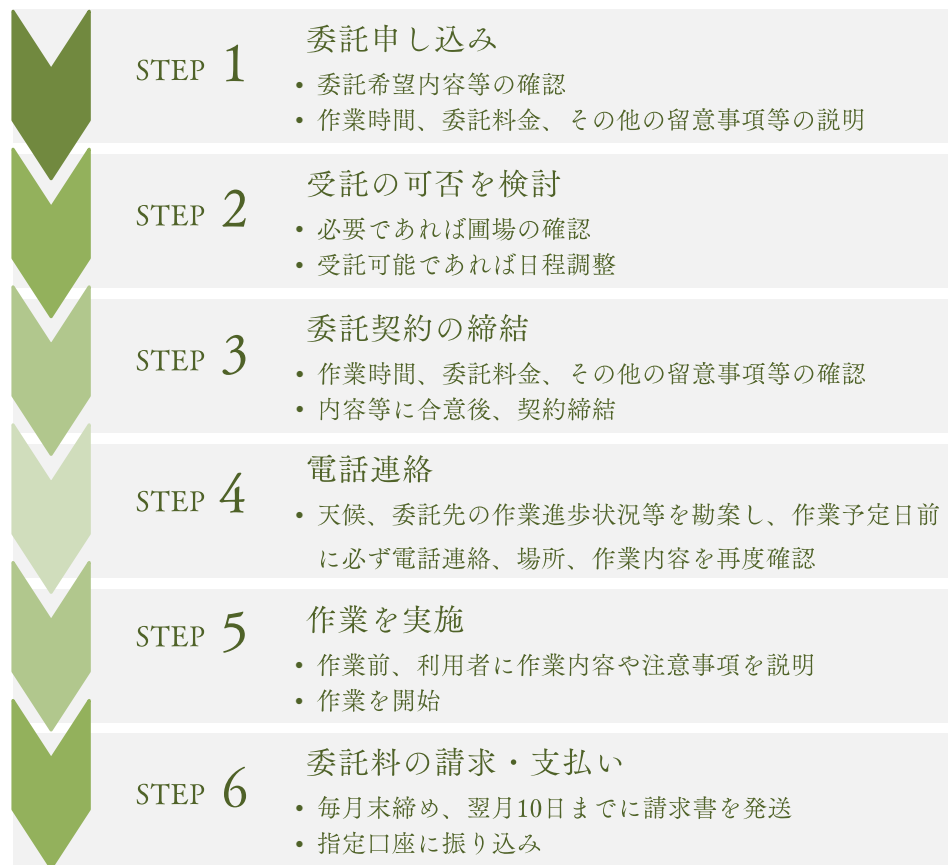 STEP 1
委託申し込み
• 委託希望内容等の確認
• 作業時間、委託料金、その他の留意事項等の説明
STEP 2
受託の可否を検討
• 必要であれば圃場の確認
• 受託可能であれば日程調整
STEP 3
委託契約の締結
• 作業時間、委託料金、その他の留意事項等の確認
• 内容等に合意後、契約締結
STEP 4
電話連絡
• 天候、委託先の作業進歩状況等を勘案し、作業予定日前
に必ず電話連絡、場所、作業内容を再度確認
STEP 5
作業を実施
• 作業前、利用者に作業内容や注意事項を説明
• 作業を開始
STEP 6
委託料の請求・支払い
• 毎月末締め、翌月10日までに請求書を発送
• 指定口座に振り込み